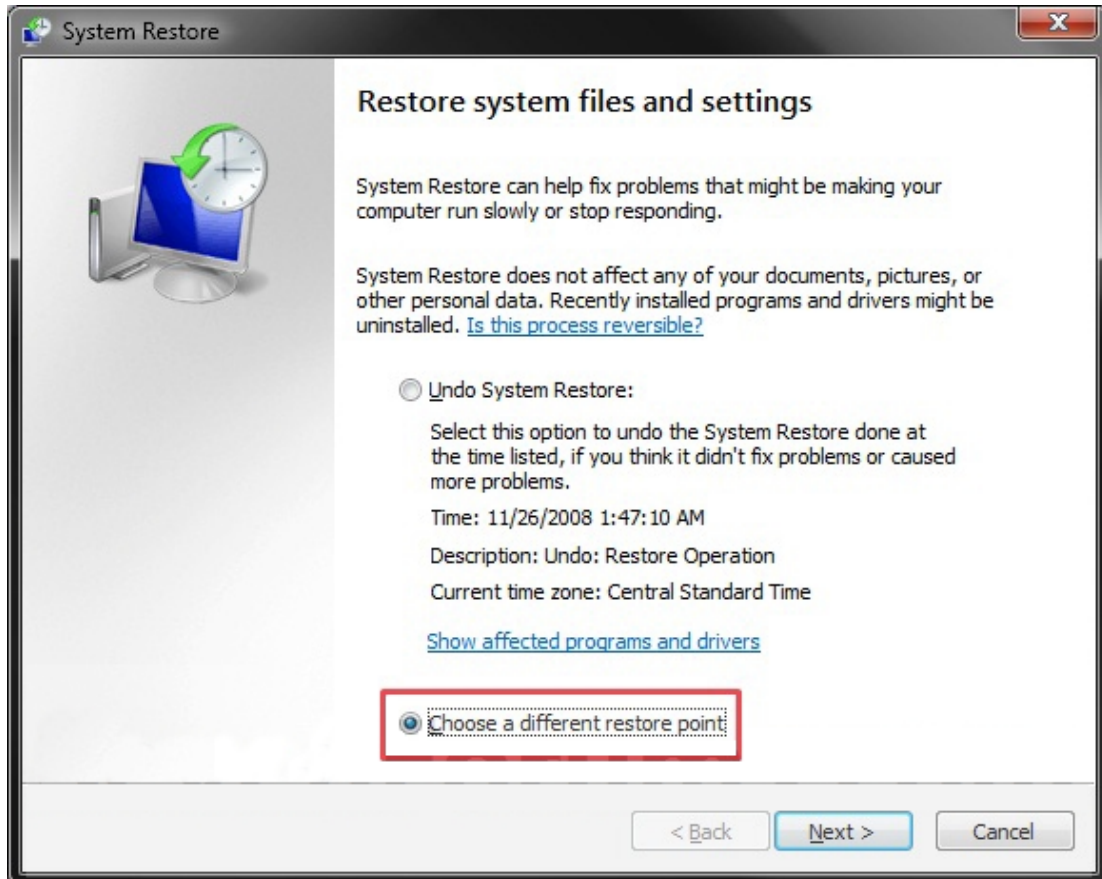 System Restore
Restore system files and settings
System Restore can help fix problems that might be making your
computer run slowly or stop responding.
System Restore does not affect any of your documents, pictures, or
other personal data. Recently installed programs and drivers might be
uninstalled. Is this process reversible?
Undo System Restore:
Select this option to undo the System Restore done at
the time listed, if you think it didn't fix problems or caused
more problems.
Time: 11/26/2008 1:47:10 AM
Description: Undo: Restore Operation
Current time zone: Central Standard Time
Show affected programs and drivers
Choose a different restore point
< Back Next > Cancel